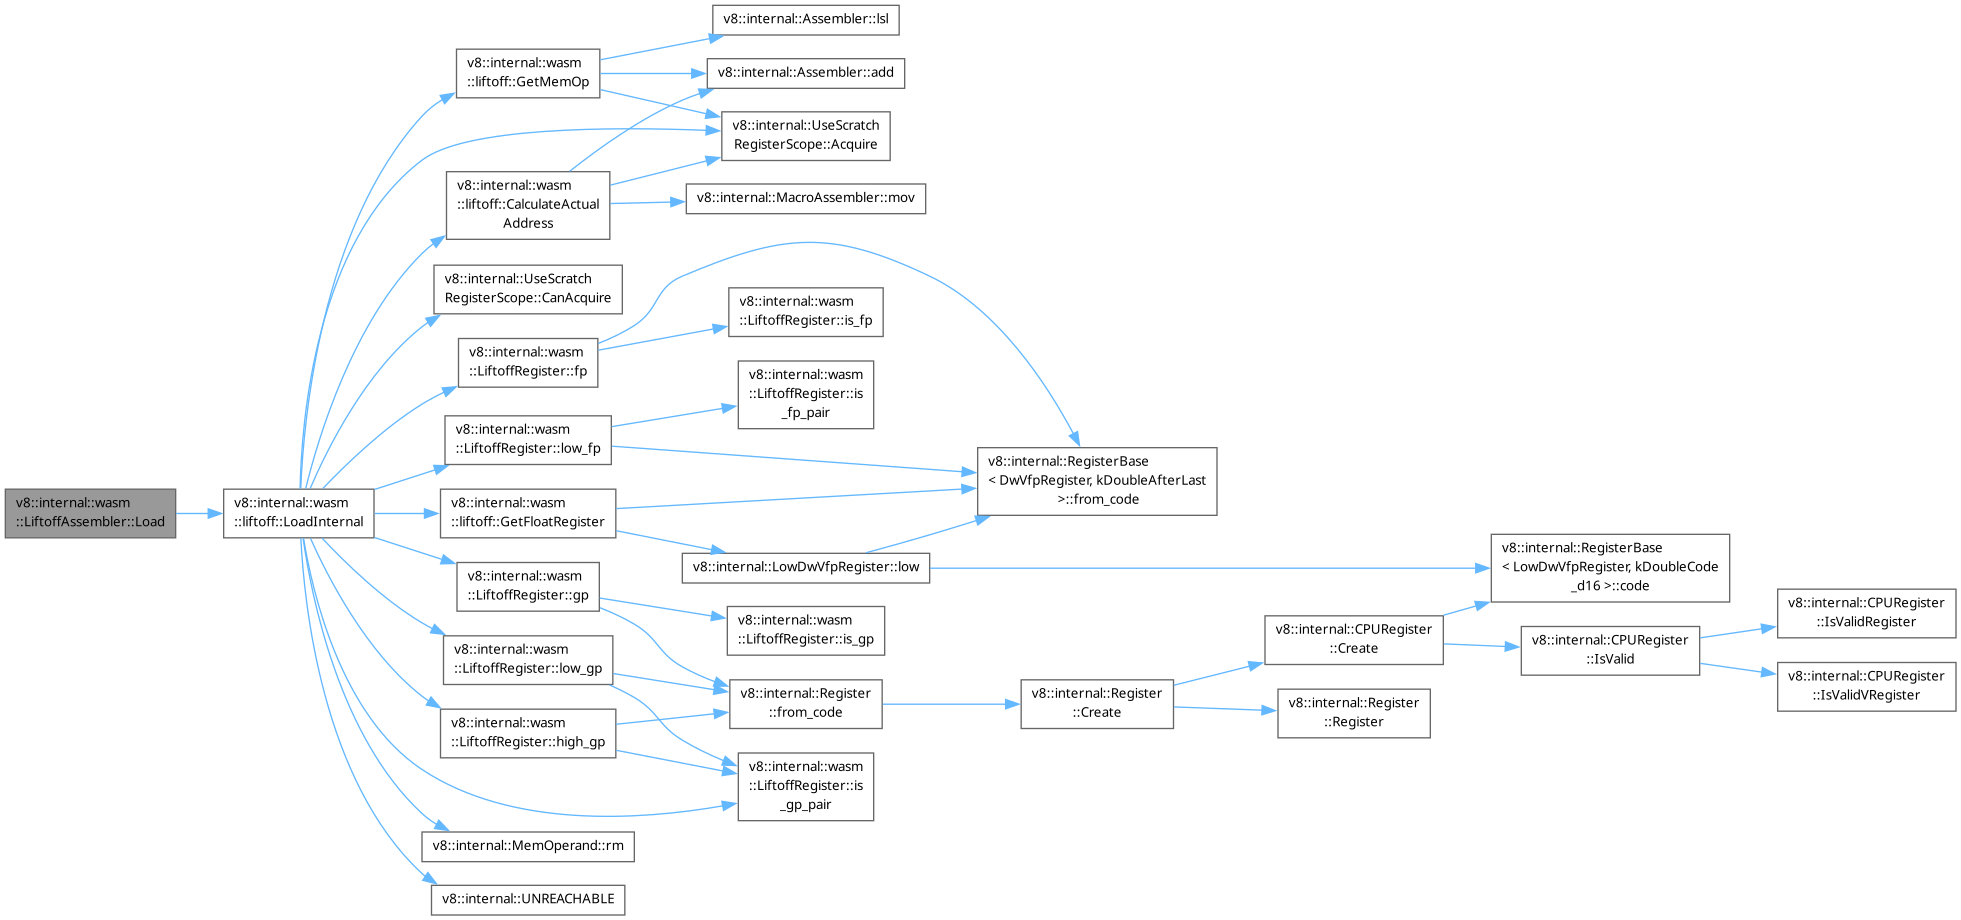 v8::internal::Assembler::lsl
v8::internal::wasm
::liftoff::GetMemOp
v8::internal::Assembler::add
v8::internal::UseScratch
RegisterScope::Acquire
v8::internal::wasm
::liftoff::CalculateActual
Address
v8::internal::MacroAssembler::mov
v8::internal::UseScratch
RegisterScope::CanAcquire
v8::internal::wasm
::LiftoffRegister::is_fp
v8::internal::wasm
::LiftoffRegister::fp
v8::internal::wasm
::LiftoffRegister::is
_fp_pair
v8::internal::wasm
::LiftoffRegister::low_fp
v8::internal::RegisterBase
< DwVfpRegister, kDoubleAfterLast
>::from_code
v8::internal::wasm
::LiftoffAssembler::Load
v8::internal::wasm
::liftoff::LoadInternal
v8::internal::wasm
::liftoff::GetFloatRegister
v8::internal::LowDwVfpRegister::low
v8::internal::RegisterBase
< LowDwVfpRegister, kDoubleCode
_d16 >::code
v8::internal::wasm
::LiftoffRegister::gp
v8::internal::wasm
::LiftoffRegister::is_gp
v8::internal::CPURegister
::IsValidRegister
v8::internal::CPURegister
::Create
v8::internal::CPURegister
::IsValid
v8::internal::wasm
::LiftoffRegister::low_gp
v8::internal::CPURegister
::IsValidVRegister
v8::internal::Register
::from_code
v8::internal::Register
::Create
v8::internal::Register
::Register
v8::internal::wasm
::LiftoffRegister::high_gp
v8::internal::wasm
::LiftoffRegister::is
_gp_pair
v8::internal::MemOperand::rm
v8::internal::UNREACHABLE